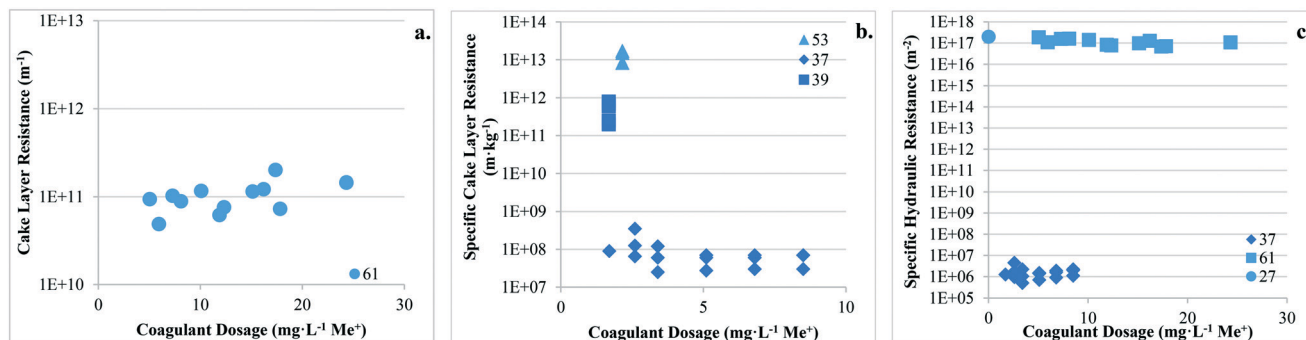 a.
1E+13
1E+12
1E+11
1E+10
Cake Layer Resistance (m⁻¹)
61
0 10 20 30
Coagulant Dosage (mg·L⁻¹ Me⁺)
b.
1E+14
1E+13
1E+12
1E+11
1E+10
1E+09
1E+08
1E+07
Specific Cake Layer Resistance
(m·kg⁻¹)
53
37
39
0 5 10
Coagulant Dosage (mg·L⁻¹ Me⁺)
c.
1E+18
1E+17
1E+16
1E+15
1E+14
1E+13
1E+12
1E+11
1E+10
1E+09
1E+08
1E+07
1E+06
1E+05
Specific Hydraulic Resistance (m⁻²)
37
61
27
0 10 20 30
Coagulant Dosage (mg·L⁻¹ Me⁺)